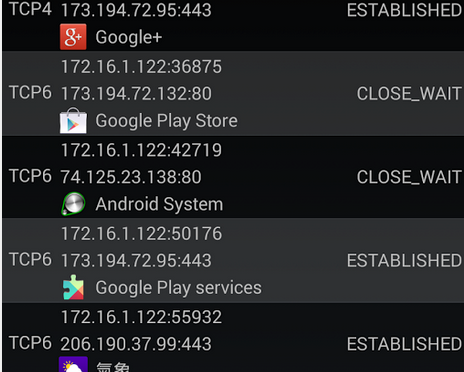 TCP4 173.194.72.95:443 ESTABLISHED
Google+
172.16.1.122:36875
TCP6 173.194.72.132:80 CLOSE_WAIT
Google Play Store
172.16.1.122:42719
TCP6 74.125.23.138:80 CLOSE_WAIT
Android System
172.16.1.122:50176
TCP6 173.194.72.95:443 ESTABLISHED
Google Play services
172.16.1.122:55932
TCP6 206.190.37.99:443 ESTABLISHED
氣象